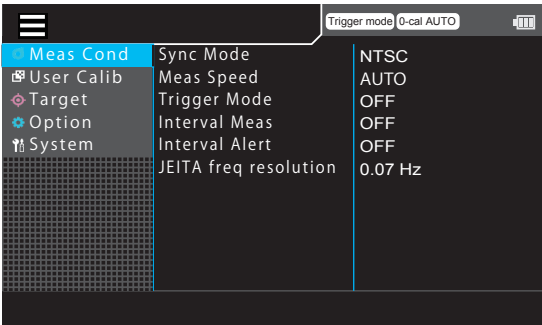 Trigger mode 0-cal AUTO
Meas Cond Sync Mode NTSC
User Calib Meas Speed AUTO
Target Trigger Mode OFF
Option Interval Meas OFF
System Interval Alert OFF
JEITA freq resolution 0.07 Hz